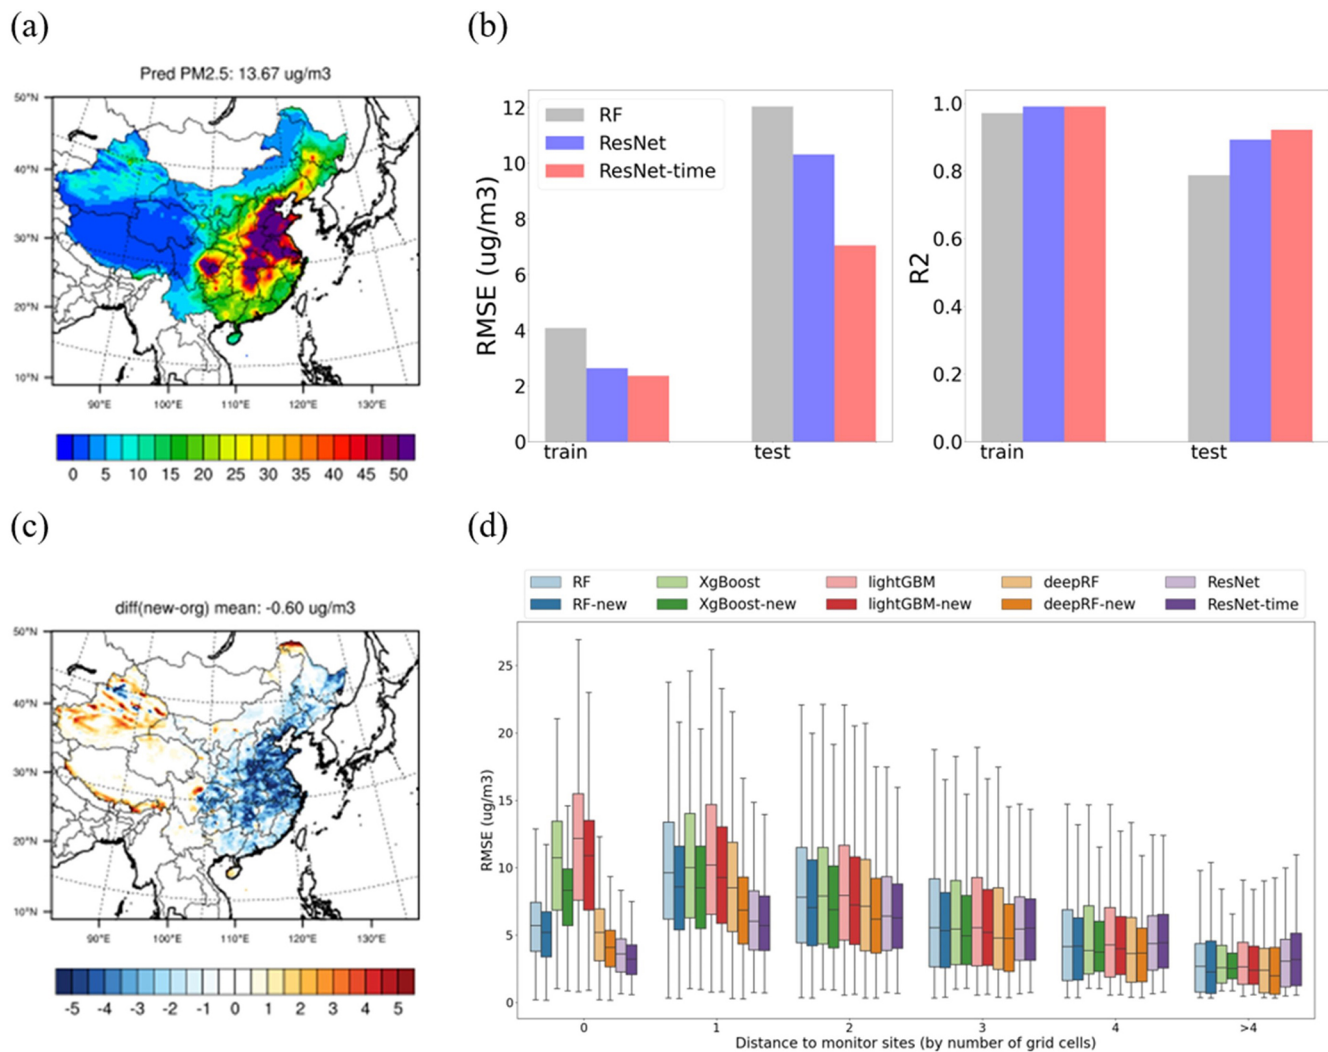 (a)
Pred PM2.5: 13.67 ug/m3
50°N
40°N
30°N
20°N
10°N
90°E 100°E 110°E 120°E 130°E
0 5 10 15 20 25 30 35 40 45 50
(b)
RMSE (ug/m3)
12
10
8
6
4
2
0
RF
ResNet
ResNet-time
train test
R2
1.0
0.8
0.6
0.4
0.2
0.0
train test
(c)
diff(new-org) mean: -0.60 ug/m3
50°N
40°N
30°N
20°N
10°N
90°E 100°E 110°E 120°E 130°E
-5 -4 -3 -2 -1 0 1 2 3 4 5
(d)
RF XgBoost lightGBM deepRF ResNet
RF-new XgBoost-new lightGBM-new deepRF-new ResNet-time
RMSE (ug/m3)
25
20
15
10
5
0
0 1 2 3 4 >4
Distance to monitor sites (by number of grid cells)